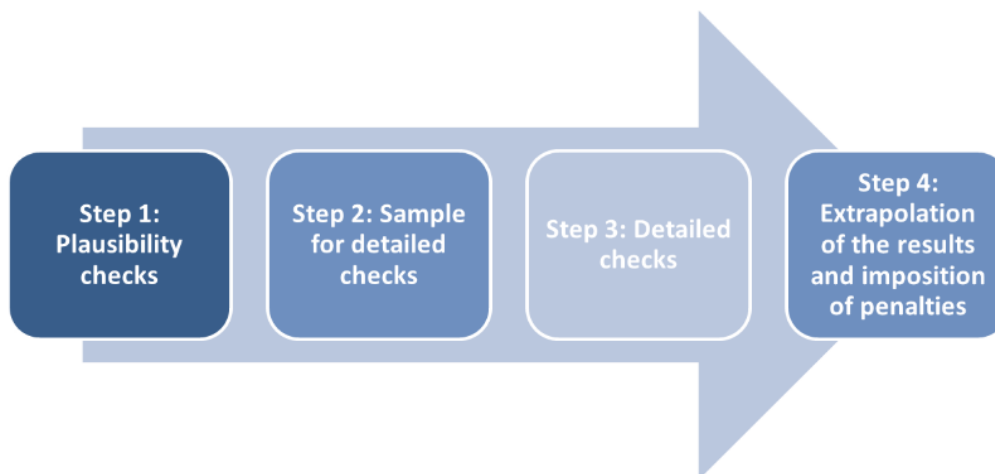 Step 1:
Plausibility
checks
Step 2: Sample
for detailed
checks
Step 3: Detailed
checks
Step 4:
Extrapolation
of the results
and imposition
of penalties